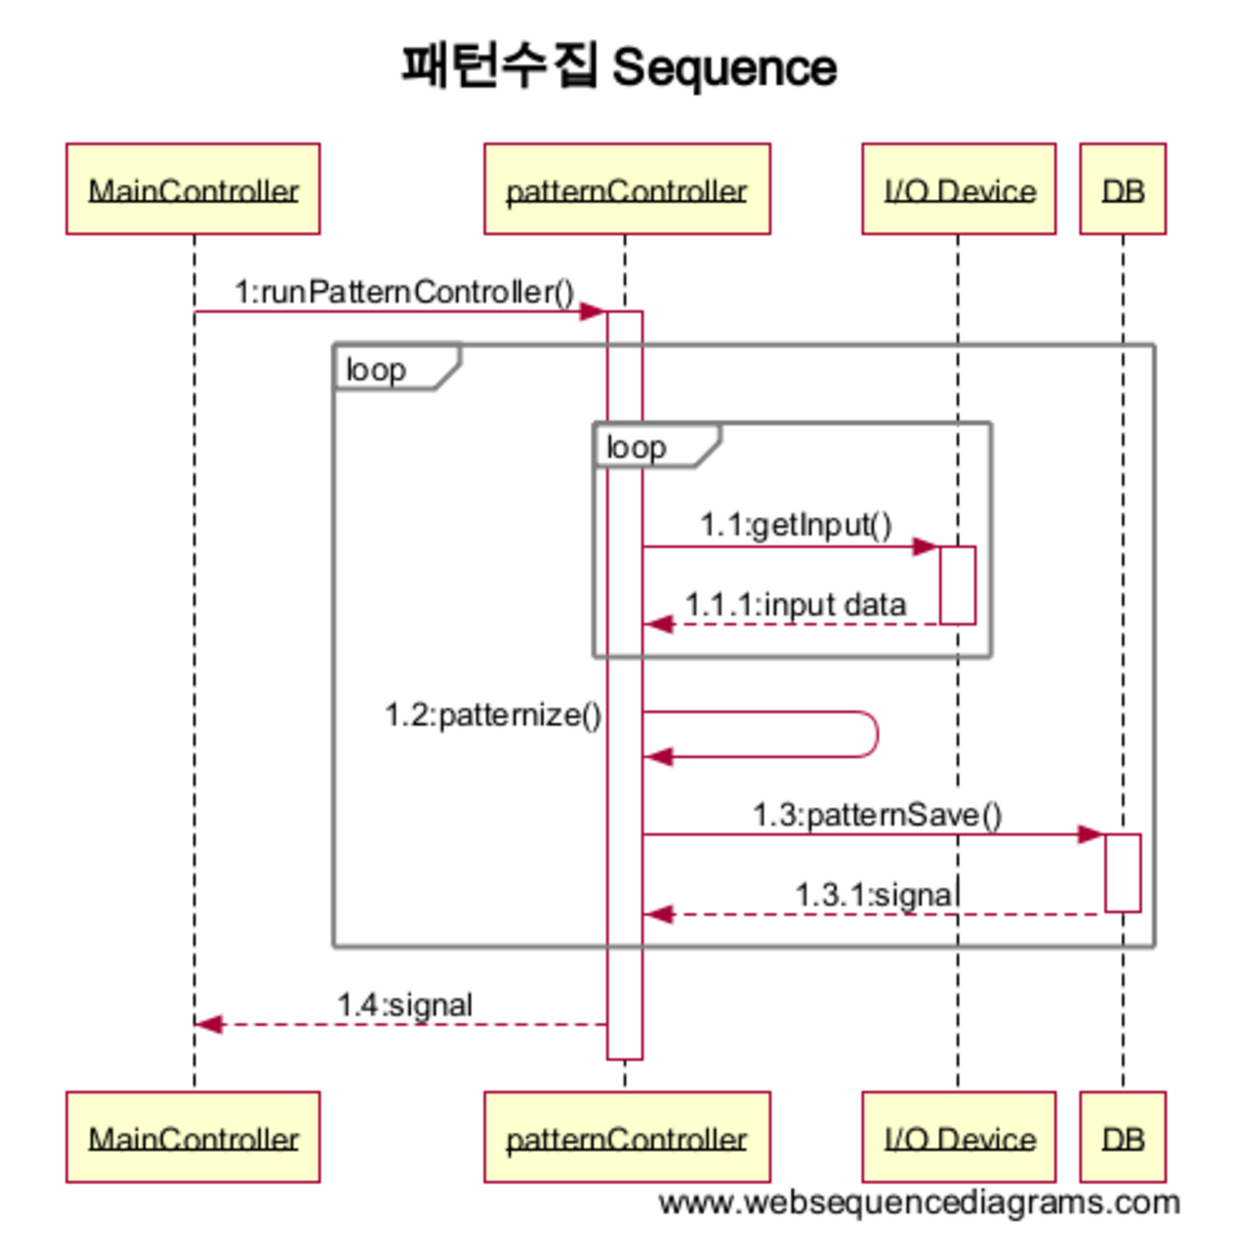 패턴수집 Sequence
MainController
patternController
I/O Device
DB
1:runPatternController()
loop
loop
1.1:getInput()
1.1.1:input data
1.2:patternize()
1.3:patternSave()
1.3.1:signal
1.4:signal
MainController
patternController
I/O Device
DB
www.websequencediagrams.com